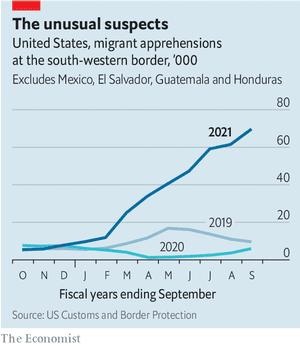 The unusual suspects
United States, migrant apprehensions
at the south-western border, '000
Excludes Mexico, El Salvador, Guatemala and Honduras
80
2021
60
40
2019
20
2020
0
O N D J F M A M J J A S
Fiscal years ending September
Source: US Customs and Border Protection
The Economist